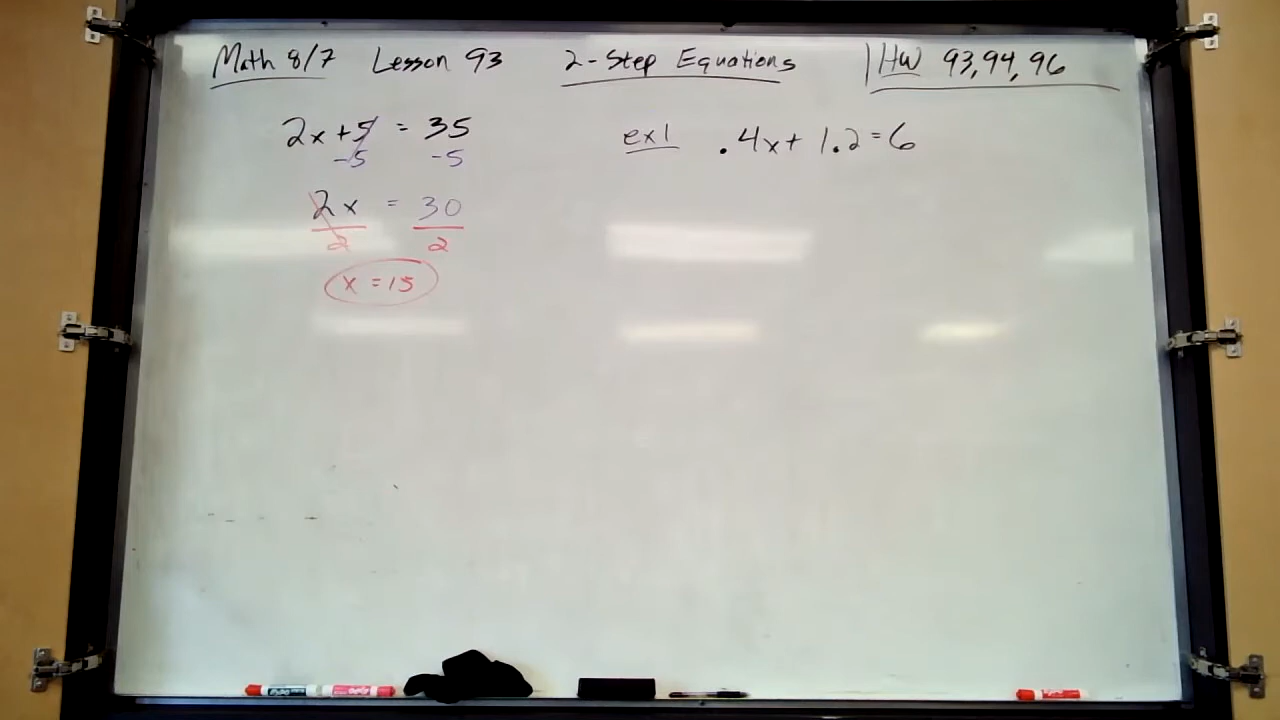 Math 8/7 Lesson 93 2-Step Equations HW 93,94,96
2x+5 = 35
-5 -5
2x = 30
2 2
x = 15
ex1 .4x+1.2=6